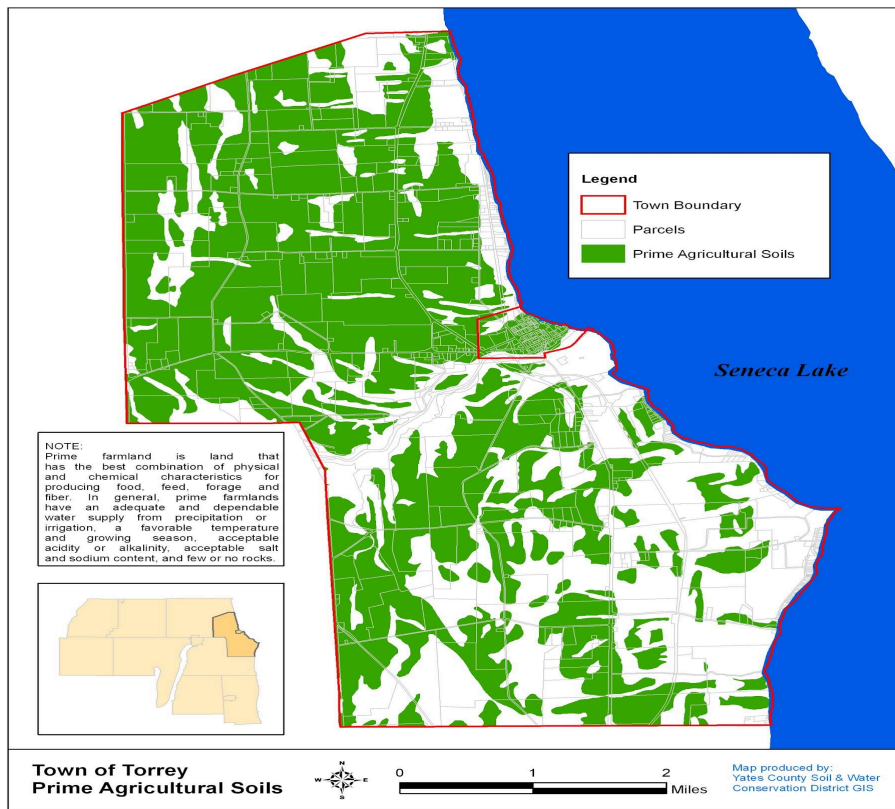 Legend
Town Boundary
Parcels
Prime Agricultural Soils
Seneca Lake
NOTE:
Prime farmland is land that
has the best combination of physical
and chemical characteristics for
producing food, feed, forage and
fiber. In general, prime farmlands
have an adequate and dependable
water supply from precipitation or
irrigation, a favorable temperature
and growing season, acceptable
acidity or alkalinity, acceptable salt
and sodium content, and few or no rocks.
Town of Torrey
Prime Agricultural Soils
N
W E
S
0 1 2
Miles
Map produced by:
Yates County Soil & Water
Conservation District GIS